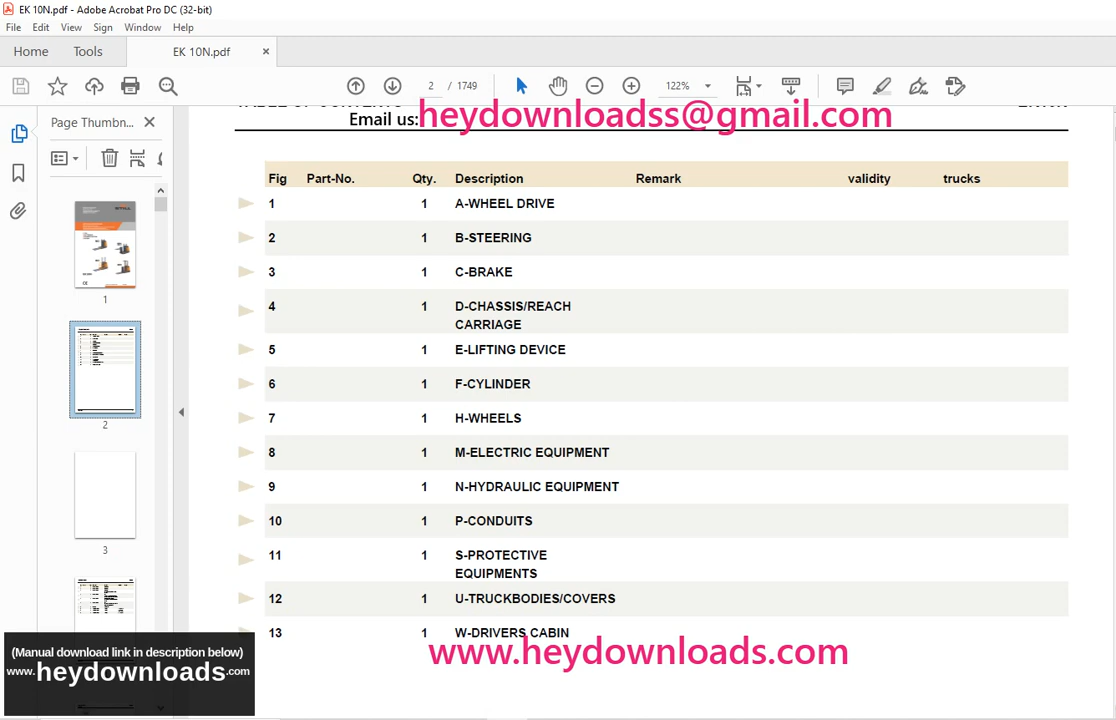 EK 10N.pdf - Adobe Acrobat Pro DC (32-bit)
File Edit View Sign Window Help
Home Tools EK 10N.pdf ×
2 / 1749 122%
Page Thumbn...
Email us:heydownloadss@gmail.com
Fig Part-No. Qty. Description Remark validity trucks
1 1 A-WHEEL DRIVE
2 1 B-STEERING
3 1 C-BRAKE
4 1 D-CHASSIS/REACH
CARRIAGE
5 1 E-LIFTING DEVICE
6 1 F-CYLINDER
7 1 H-WHEELS
8 1 M-ELECTRIC EQUIPMENT
9 1 N-HYDRAULIC EQUIPMENT
10 1 P-CONDUITS
11 1 S-PROTECTIVE
EQUIPMENTS
12 1 U-TRUCKBODIES/COVERS
13 1 W-DRIVERS CABIN
www.heydownloads.com
1
2
3
(Manual download link in description below)
www.heydownloads.com